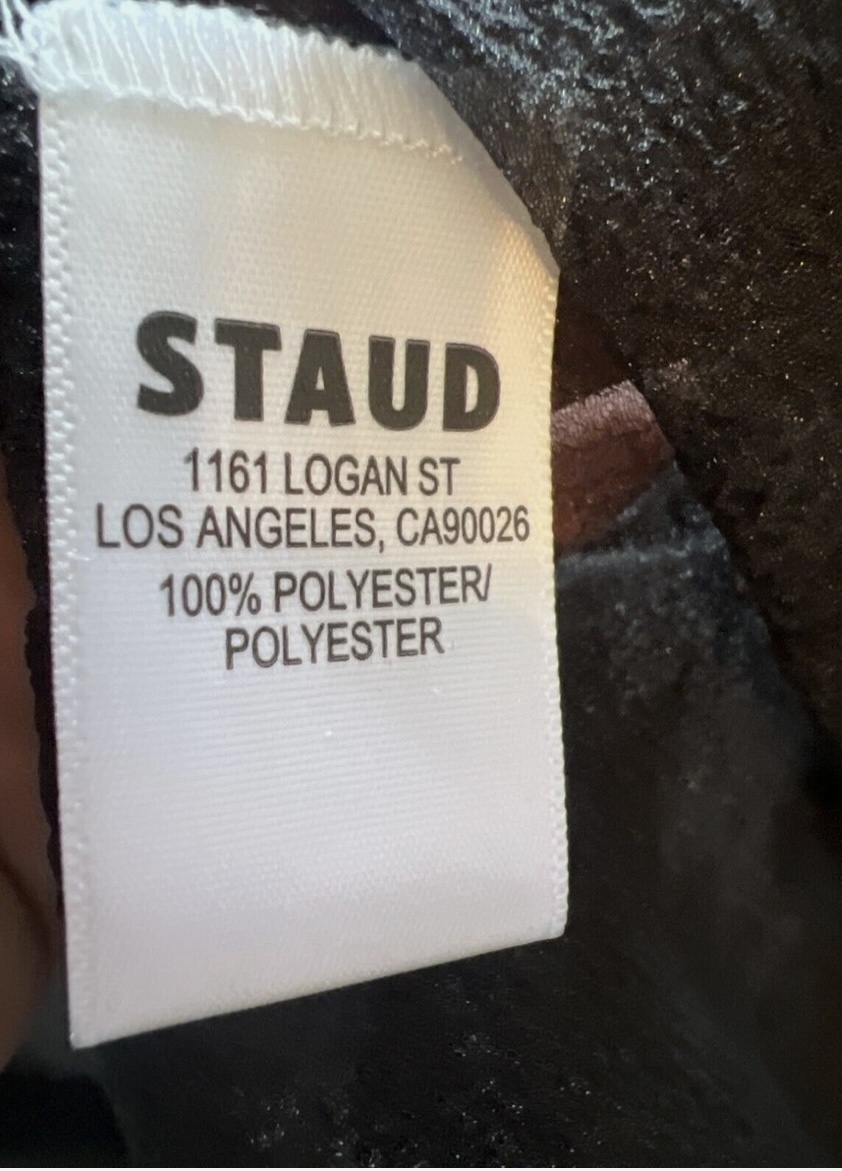 STAUD
1161 LOGAN ST
LOS ANGELES, CA90026
100% POLYESTER/
POLYESTER